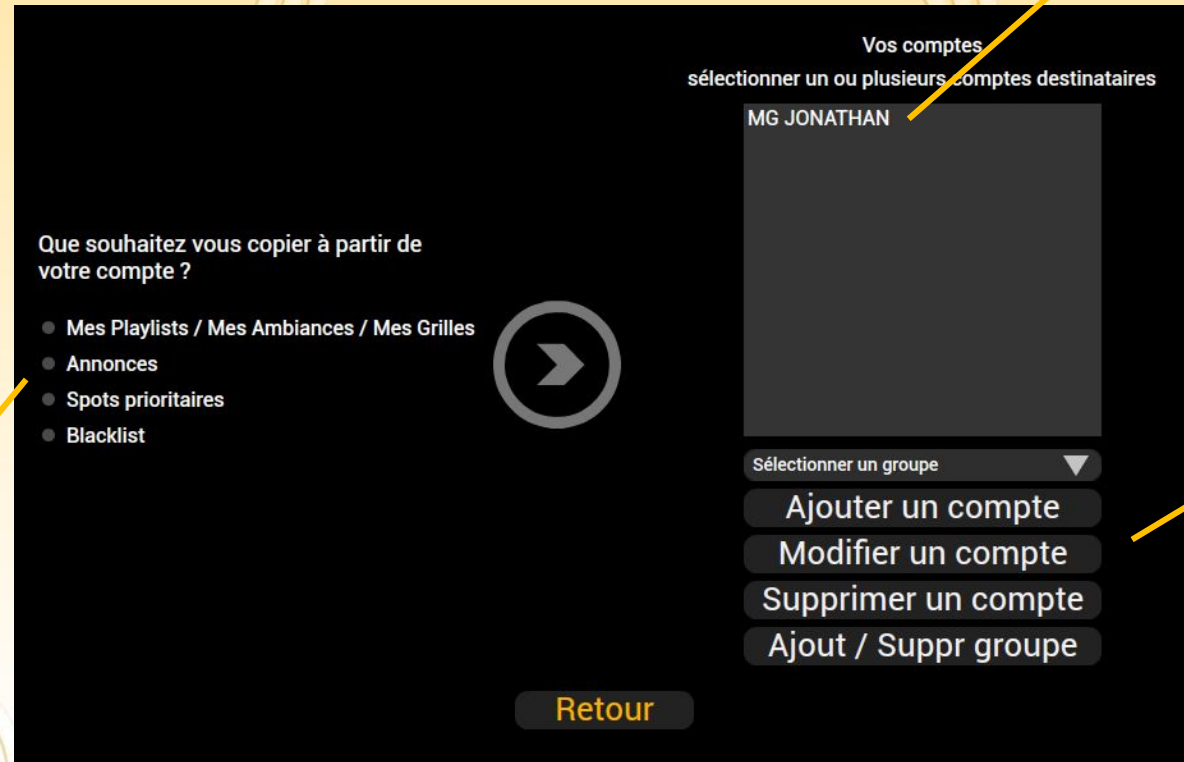 Vos comptes
sélectionner un ou plusieurs comptes destinataires
MG JONATHAN
Que souhaitez vous copier à partir de
votre compte ?
Mes Playlists / Mes Ambiances / Mes Grilles
Annonces
Spots prioritaires
Blacklist
Sélectionner un groupe
Ajouter un compte
Modifier un compte
Supprimer un compte
Ajout / Suppr groupe
Retour